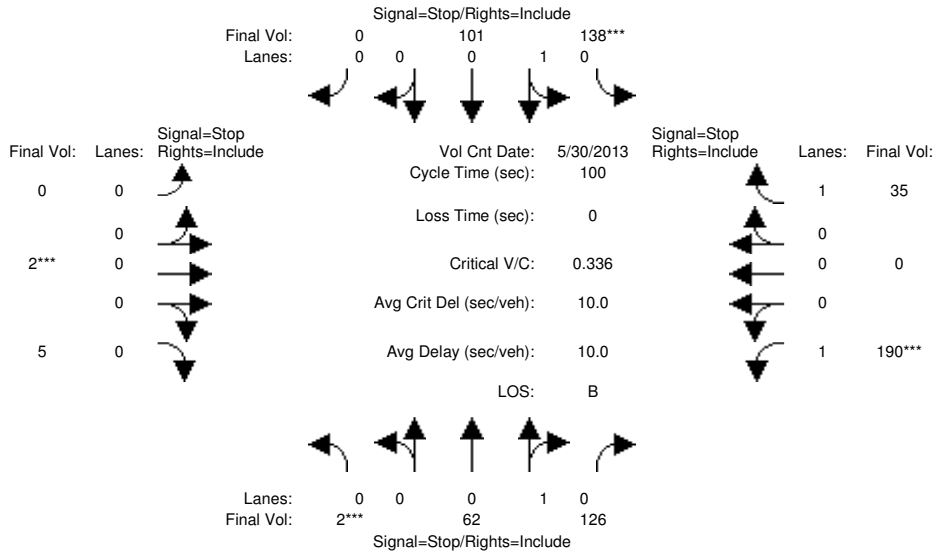 Signal=Stop/Rights=Include
Final Vol: 0 101 138***
Lanes: 0 0 0 1 0
Signal=Stop
Final Vol: Lanes: Rights=Include
Vol Cnt Date: 5/30/2013
Signal=Stop
Rights=Include Lanes: Final Vol:
Cycle Time (sec): 100
0 0
1 35
Loss Time (sec): 0
0
0
2*** 0
Critical V/C: 0.336
0 0
0
Avg Crit Del (sec/veh): 10.0
0
5 0
Avg Delay (sec/veh): 10.0
1 190***
LOS: B
Lanes: 0 0 0 1 0
Final Vol: 2*** 62 126
Signal=Stop/Rights=Include